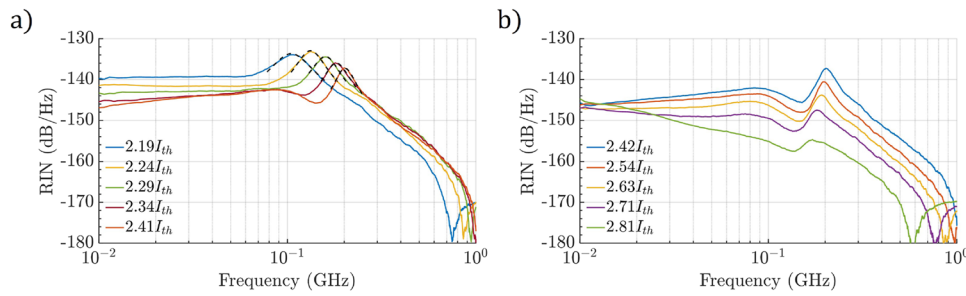 a)
RIN (dB/Hz)
-130
-140
-150
-160
-170
-180
2.19I_th
2.24I_th
2.29I_th
2.34I_th
2.41I_th
10^-2
10^-1
10^0
Frequency (GHz)
b)
RIN (dB/Hz)
-130
-140
-150
-160
-170
-180
2.42I_th
2.54I_th
2.63I_th
2.71I_th
2.81I_th
10^-2
10^-1
10^0
Frequency (GHz)